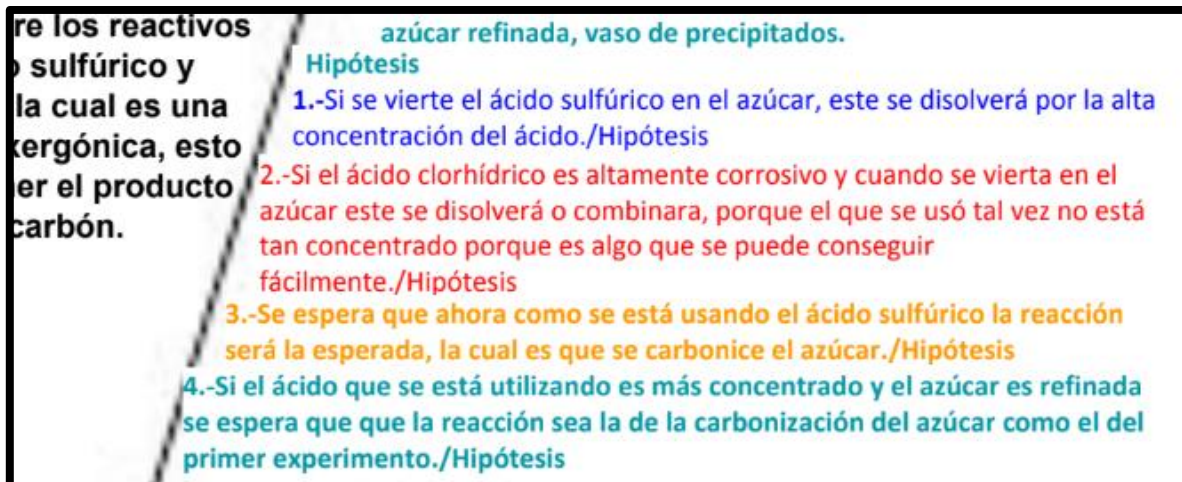 re los reactivos
sulfúrico y
la cual es una
xergónica, esto
er el producto
carbón.
azúcar refinada, vaso de precipitados.
Hipótesis
1.-Si se vierte el ácido sulfúrico en el azúcar, este se disolverá por la alta
concentración del ácido./Hipótesis
2.-Si el ácido clorhídrico es altamente corrosivo y cuando se vierta en el
azúcar este se disolverá o combinara, porque el que se usó tal vez no está
tan concentrado porque es algo que se puede conseguir
fácilmente./Hipótesis
3.-Se espera que ahora como se está usando el ácido sulfúrico la reacción
será la esperada, la cual es que se carbonice el azúcar./Hipótesis
4.-Si el ácido que se está utilizando es más concentrado y el azúcar es refinada
se espera que que la reacción sea la de la carbonización del azúcar como el del
primer experimento./Hipótesis